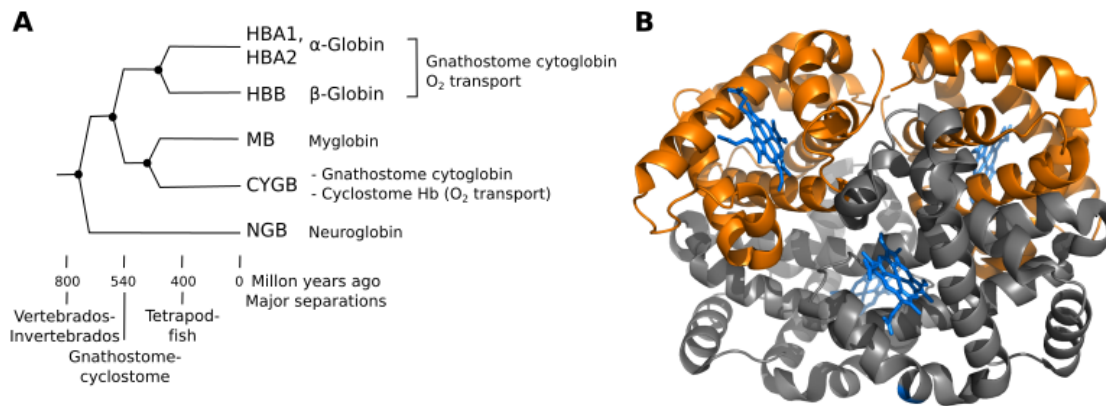 A
HBA1,
HBA2
α-Globin
Gnathostome cytoglobin
O₂ transport
HBB
β-Globin
MB
Myglobin
CYGB
- Gnathostome cytoglobin
- Cyclostome Hb (O₂ transport)
NGB
Neuroglobin
800
540
400
0
Millon years ago
Major separations
Vertebrados-
Invertebrados
Tetrapod-
fish
Gnathostome-
cyclostome
B